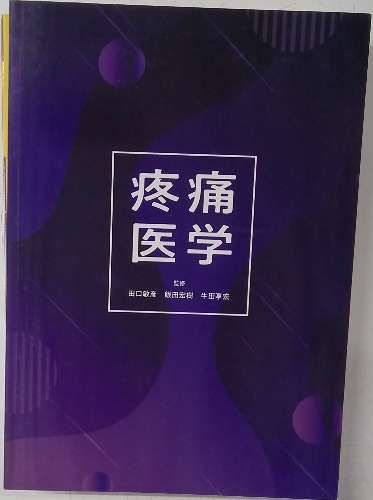 疼痛
医学
監修
田口敏彦 飯田宏樹 牛田享宏